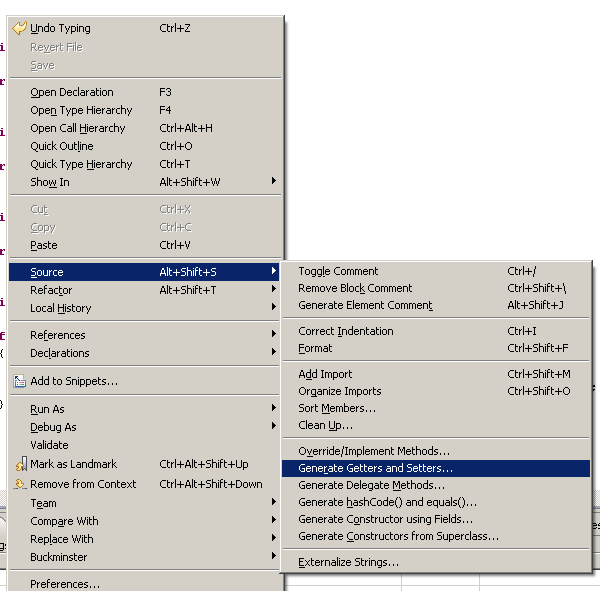 Undo Typing Ctrl+Z
Revert File
Save
Open Declaration F3
Open Type Hierarchy F4
Open Call Hierarchy Ctrl+Alt+H
Quick Outline Ctrl+O
Quick Type Hierarchy Ctrl+T
Show In Alt+Shift+W
Cut Ctrl+X
Copy Ctrl+C
Paste Ctrl+V
Source Alt+Shift+S
Refactor Alt+Shift+T
Local History
References
Declarations
Add to Snippets...
Run As
Debug As
Validate
Mark as Landmark Ctrl+Alt+Shift+Up
Remove from Context Ctrl+Alt+Shift+Down
Team
Compare With
Replace With
Buckminster
Preferences...
Toggle Comment Ctrl+/
Remove Block Comment Ctrl+Shift+\
Generate Element Comment Alt+Shift+J
Correct Indentation Ctrl+I
Format Ctrl+Shift+F
Add Import Ctrl+Shift+M
Organize Imports Ctrl+Shift+O
Sort Members...
Clean Up...
Override/Implement Methods...
Generate Getters and Setters...
Generate Delegate Methods...
Generate hashCode() and equals()...
Generate Constructor using Fields...
Generate Constructors from Superclass...
Externalize Strings...